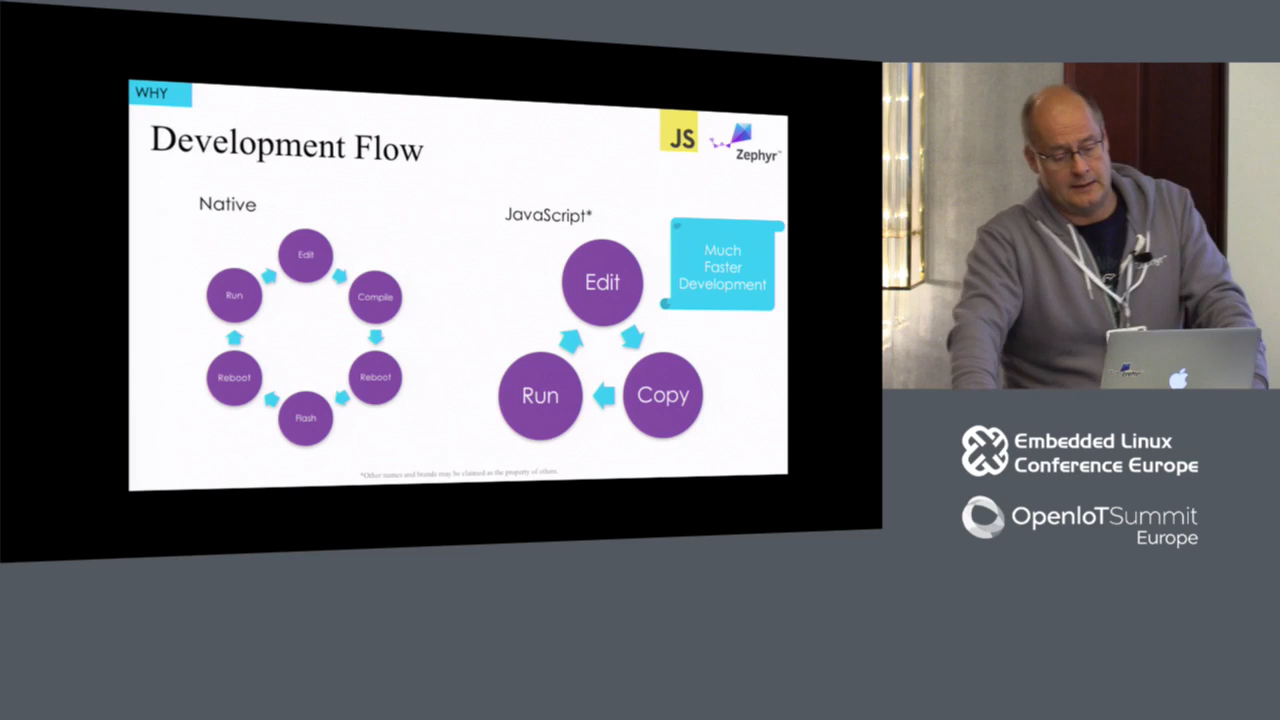 WHY
Development Flow
JS
Zephyr™
Native
JavaScript*
Edit
Compile
Reboot
Flash
Reboot
Run
Edit
Copy
Run
Much
Faster
Development
*Other names and brands may be claimed as the property of others.
Zephyr
Embedded Linux
Conference Europe
OpenIoTSummit
Europe